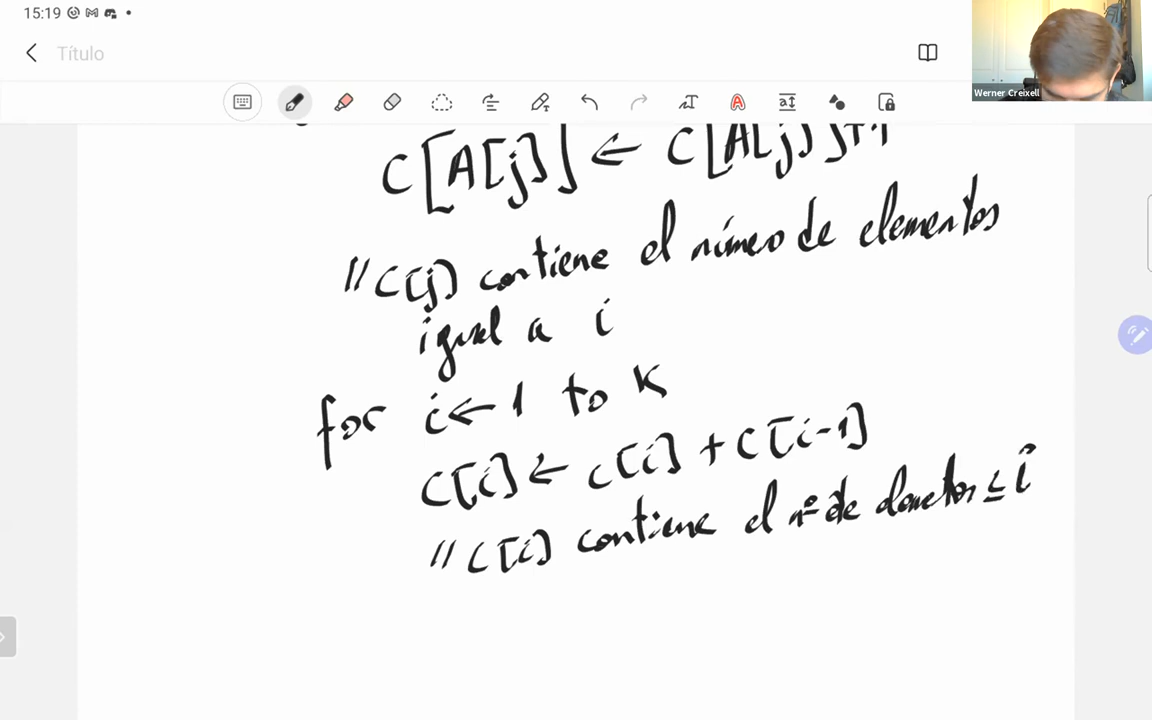 15:19
Título
Werner Creixell
C[A[j]] ← C[A[j]]+1
// C[j] contiene el número de elementos
igual a i
for i ← 1 to K
C[i] ← C[i] + C[i-1]
// C[i] contiene el nº de elementos ≤ i